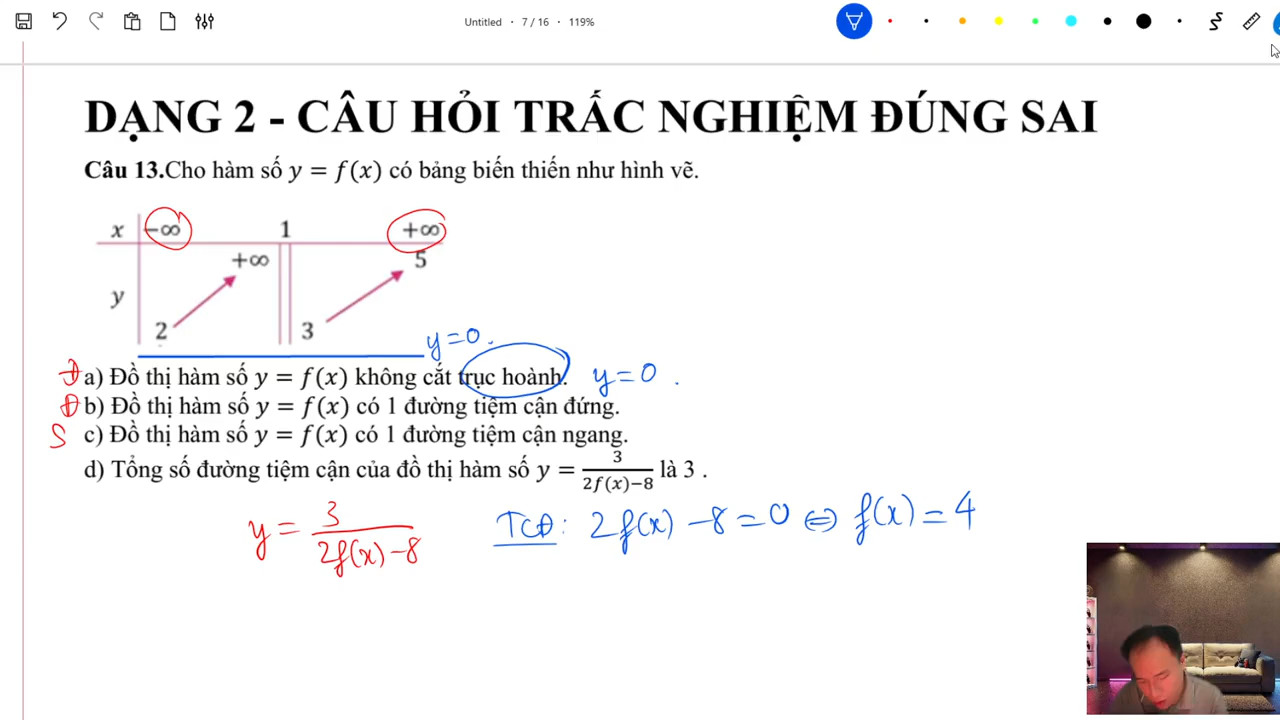 Untitled • 7 / 16 • 119%
DẠNG 2 - CÂU HỎI TRẮC NGHIỆM ĐÚNG SAI
Câu 13.Cho hàm số y = f(x) có bảng biến thiến như hình vẽ.
x −∞ 1 +∞
+∞ 5
y
2 3
y=0.
Đ a) Đồ thị hàm số y = f(x) không cắt trục hoành. y=0.
Đ b) Đồ thị hàm số y = f(x) có 1 đường tiệm cận đứng.
S c) Đồ thị hàm số y = f(x) có 1 đường tiệm cận ngang.
d) Tổng số đường tiệm cận của đồ thị hàm số y = 3/(2f(x)−8) là 3 .
y = 3/(2f(x)−8) TCĐ: 2f(x) −8 = 0 ⇔ f(x) = 4